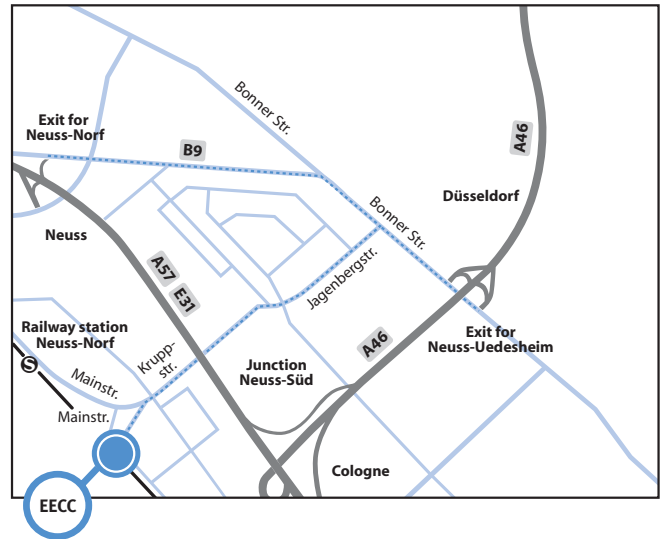 Bonner Str.
Exit for
Neuss-Norf
B9
A46
Düsseldorf
Bonner Str.
Neuss
A57
E31
Jagenbergstr.
Railway station
Neuss-Norf
S
Krupp-
str.
A46
Exit for
Neuss-Uedesheim
Junction
Neuss-Süd
Mainstr.
Mainstr.
Cologne
EECC